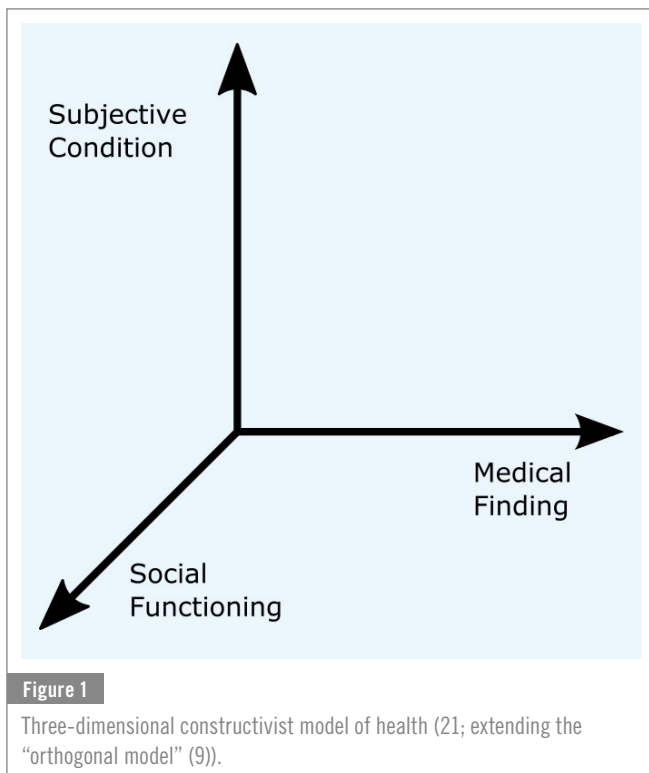 Subjective
Condition
Medical
Finding
Social
Functioning
Figure 1
Three-dimensional constructivist model of health (21; extending the
“orthogonal model” (9)).